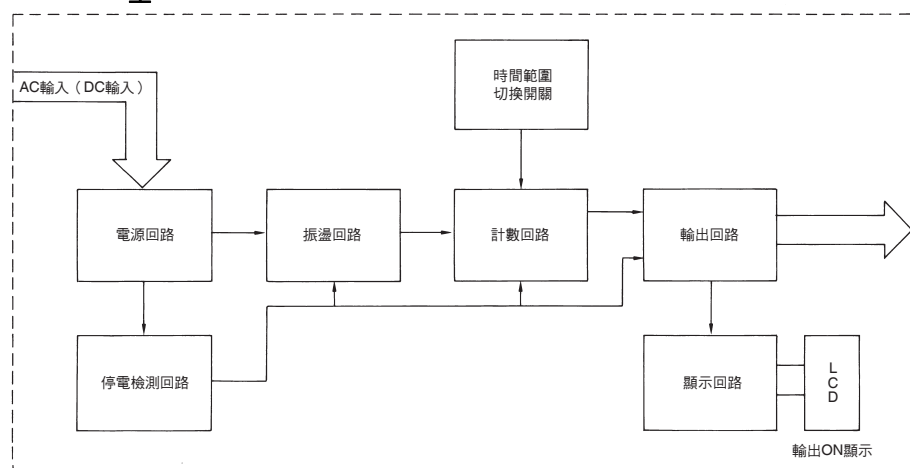 AC輸入（DC輸入）
時間範圍
切換開關
電源回路
振盪回路
計數回路
輸出回路
停電檢測回路
顯示回路
L
C
D
輸出ON顯示